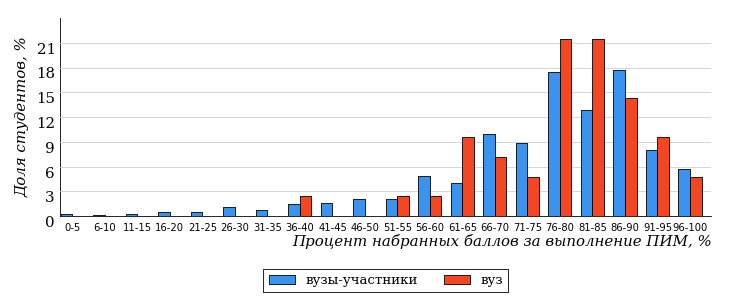 Доля студентов, %
21
18
15
12
9
6
3
0
0-5 6-10 11-15 16-20 21-25 26-30 31-35 36-40 41-45 46-50 51-55 56-60 61-65 66-70 71-75 76-80 81-85 86-90 91-95 96-100
Процент набранных баллов за выполнение ПИМ, %
вузы-участники вуз